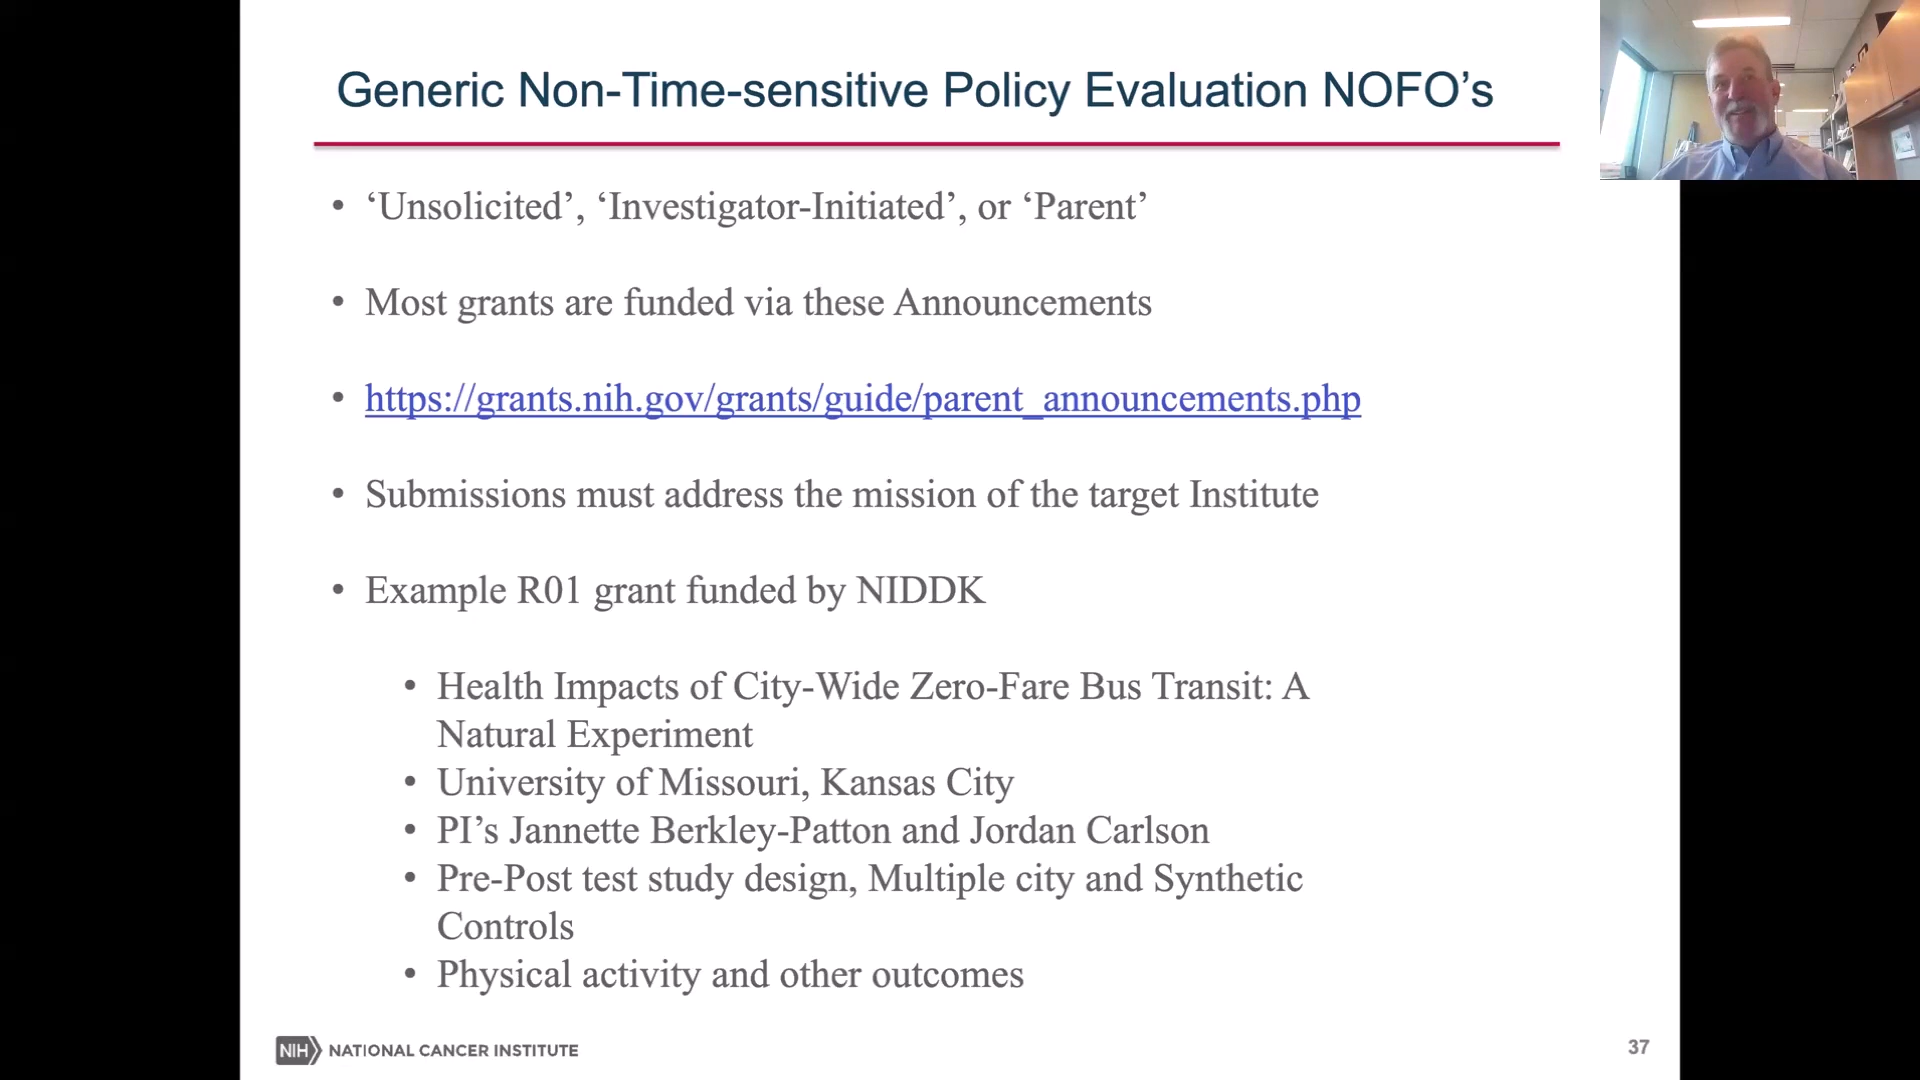 Generic Non-Time-sensitive Policy Evaluation NOFO’s
• ‘Unsolicited’, ‘Investigator-Initiated’, or ‘Parent’
• Most grants are funded via these Announcements
• https://grants.nih.gov/grants/guide/parent_announcements.php
• Submissions must address the mission of the target Institute
• Example R01 grant funded by NIDDK
• Health Impacts of City-Wide Zero-Fare Bus Transit: A
Natural Experiment
• University of Missouri, Kansas City
• PI’s Jannette Berkley-Patton and Jordan Carlson
• Pre-Post test study design, Multiple city and Synthetic
Controls
• Physical activity and other outcomes
NIH NATIONAL CANCER INSTITUTE
37